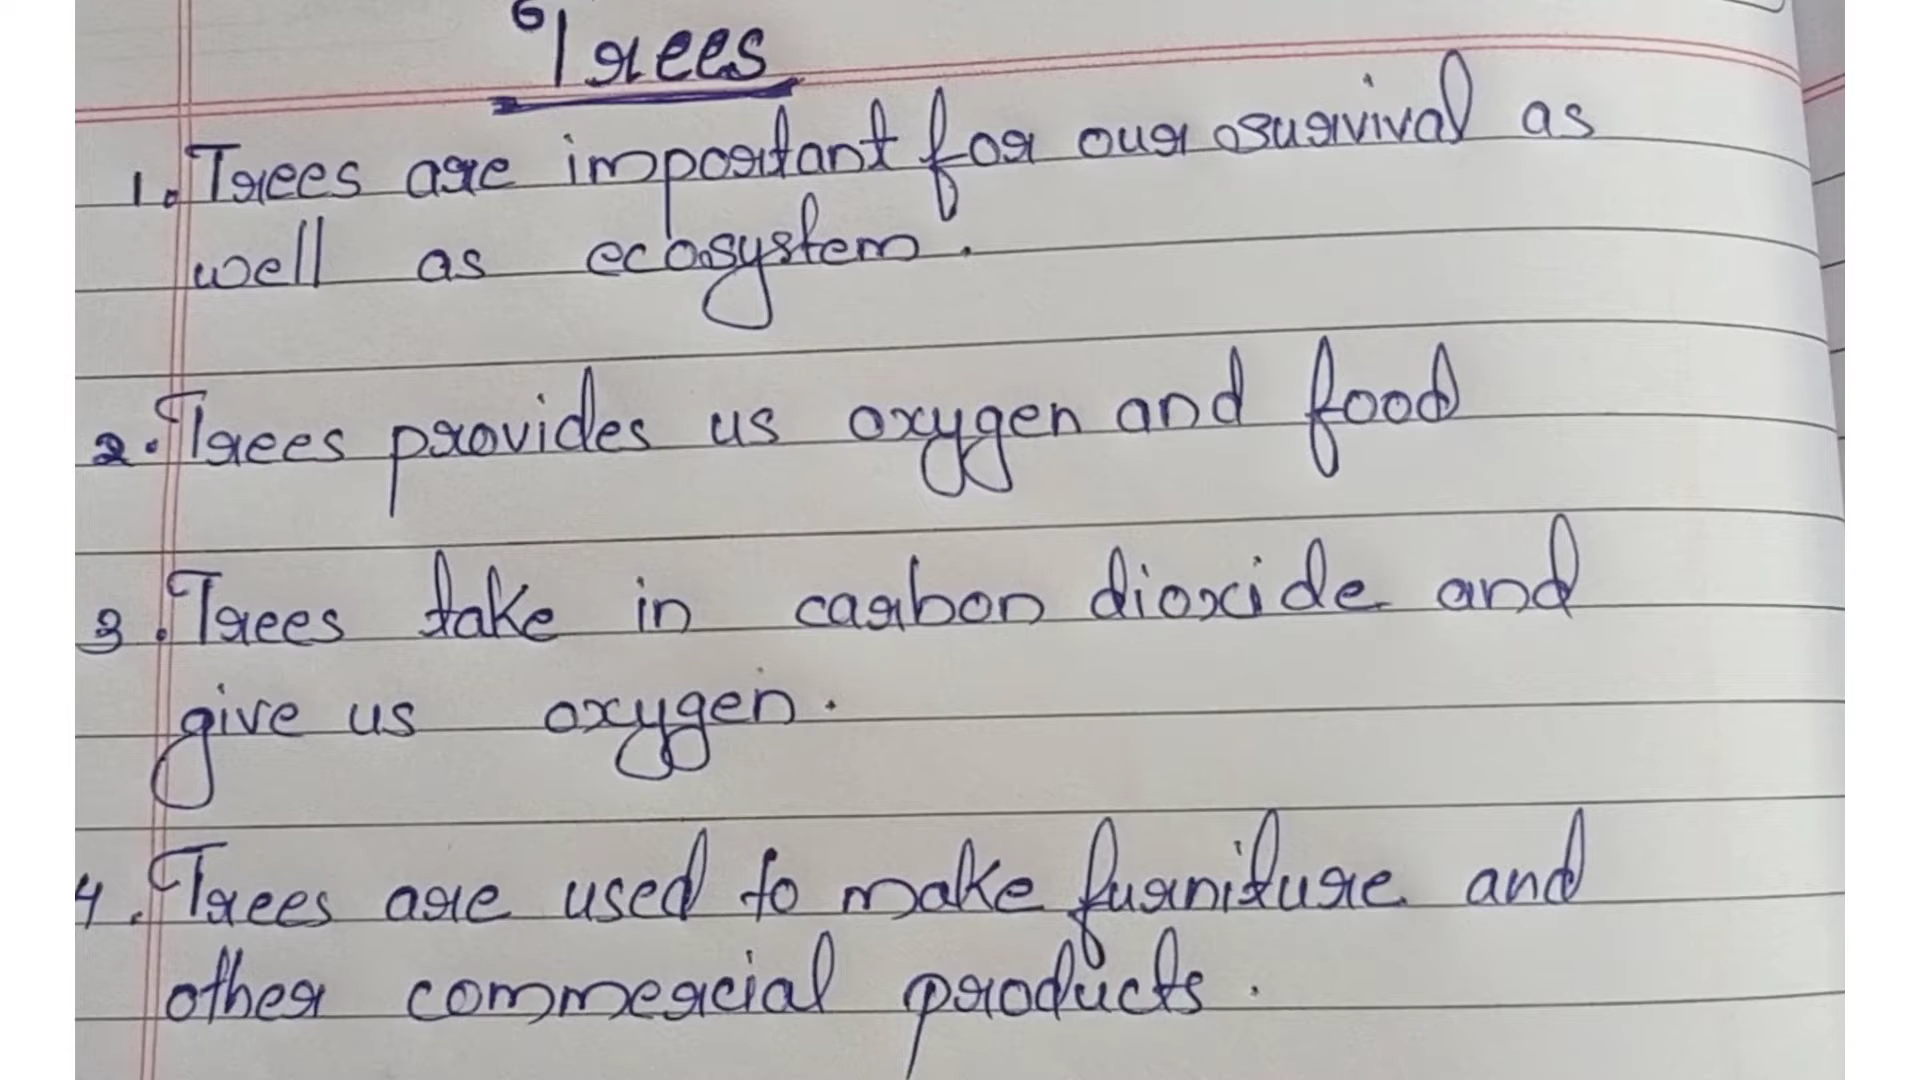 Trees
1. Trees are important for our survival as
well as ecosystem.
2. Trees provides us oxygen and food
3. Trees take in carbon dioxide and
give us oxygen.
4. Trees are used to make furniture and
other commercial products.